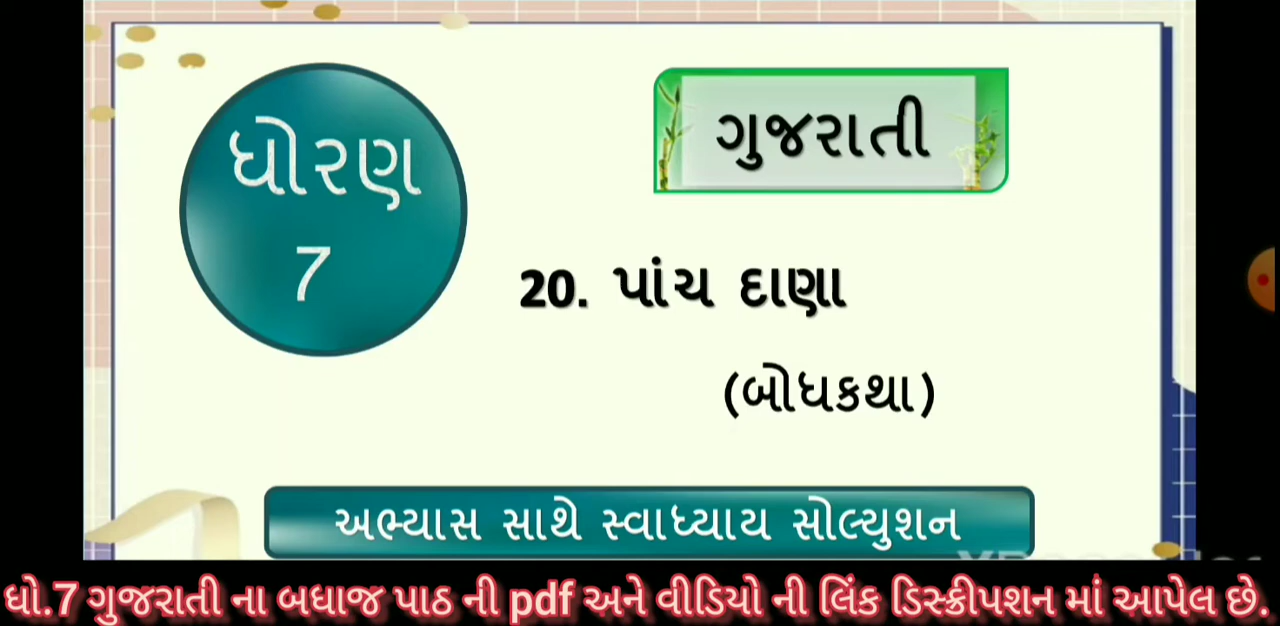 ધોરણ
7
ગુજરાતી
20. પાંચ દાણા
(બોધકથા)
અભ્યાસ સાથે સ્વાધ્યાય સોલ્યુશન
ધો.7 ગુજરાતી ના બધાજ પાઠ ની pdf અને વીડિયો ની લિંક ડિસ્ક્રીપશન માં આપેલ છે.